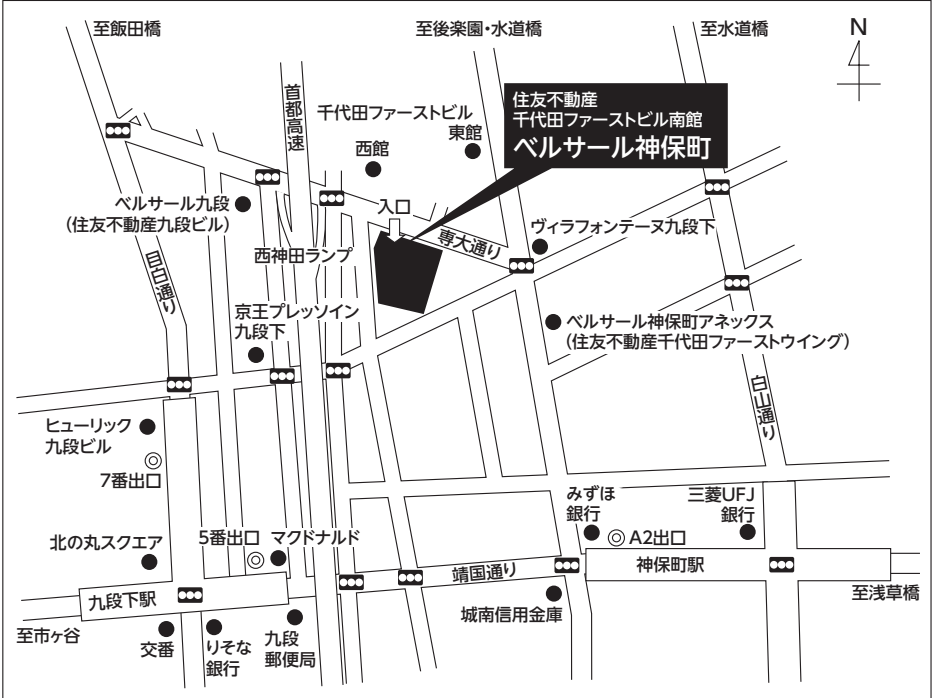 至飯田橋
至後楽園・水道橋
至水道橋
N
首都高速
千代田ファーストビル
西館
東館
住友不動産
千代田ファーストビル南館
ベルサール神保町
入口
専大通り
ベルサール九段
(住友不動産九段ビル)
西神田ランプ
ヴィラフォンテーヌ九段下
目白通り
京王プレッソイン
九段下
ベルサール神保町アネックス
(住友不動産千代田ファーストウイング)
白山通り
ヒューリック
九段ビル
7番出口
みずほ
銀行
三菱UFJ
銀行
北の丸スクエア
5番出口
マクドナルド
A2出口
靖国通り
神保町駅
九段下駅
至浅草橋
城南信用金庫
至市ヶ谷
交番
りそな
銀行
九段
郵便局